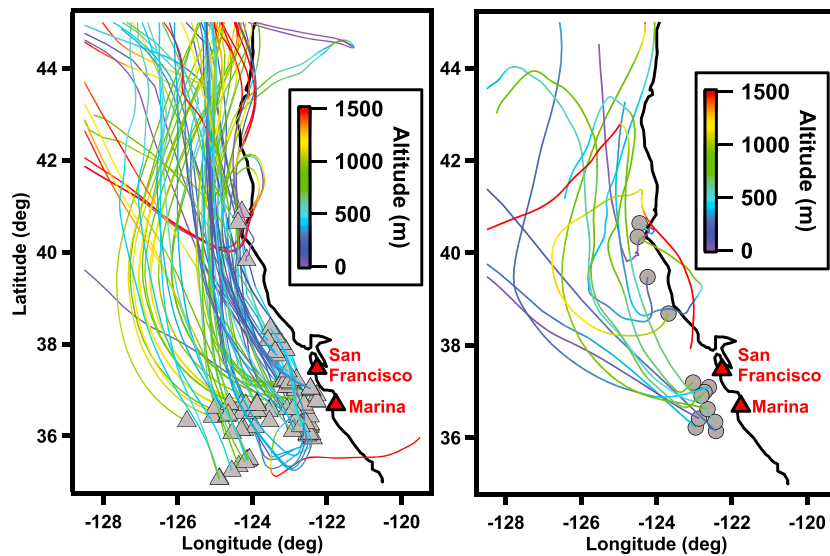 44
42
40
38
36
Latitude (deg)
1500
1000
500
0
Altitude (m)
San
Francisco
Marina
-128
-126
-124
-122
-120
Longitude (deg)
44
42
40
38
36
1500
1000
500
0
Altitude (m)
San
Francisco
Marina
-128
-126
-124
-122
-120
Longitude (deg)